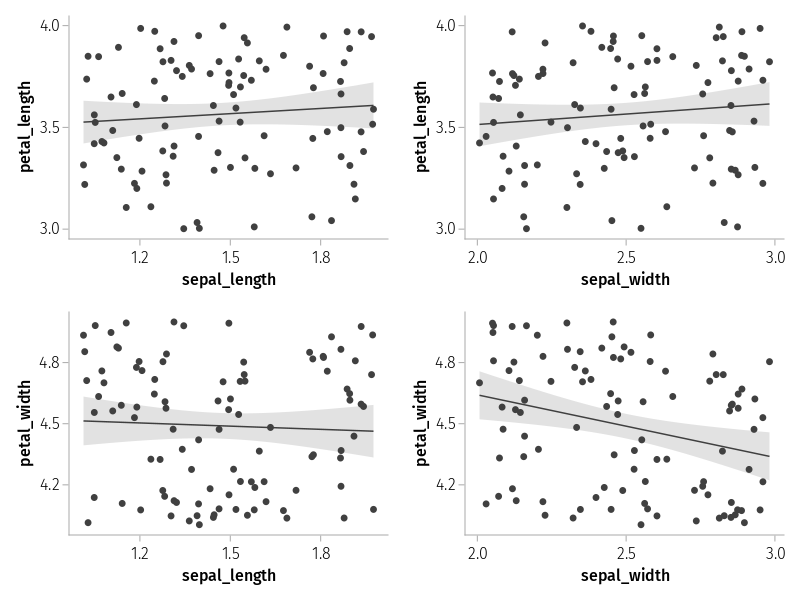 4.0
3.5
3.0
petal_length
1.2 1.5 1.8
sepal_length
4.0
3.5
3.0
petal_length
2.0 2.5 3.0
sepal_width
4.8
4.5
4.2
petal_width
1.2 1.5 1.8
sepal_length
4.8
4.5
4.2
petal_width
2.0 2.5 3.0
sepal_width